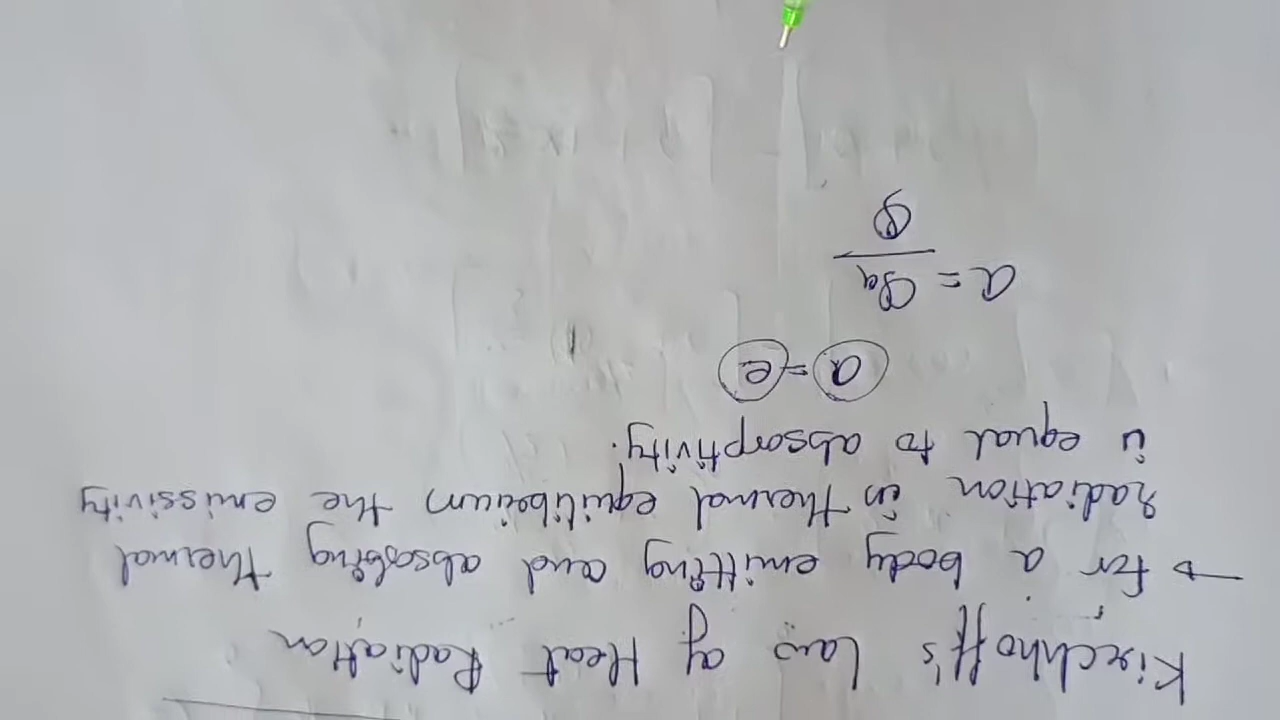 Kirchhoff's Law of Heat Radiation
→ for a body emitting and absorbing thermal
radiation in thermal equilibrium the emissivity
is equal to absorptivity.
a = e
a = Qa
Q